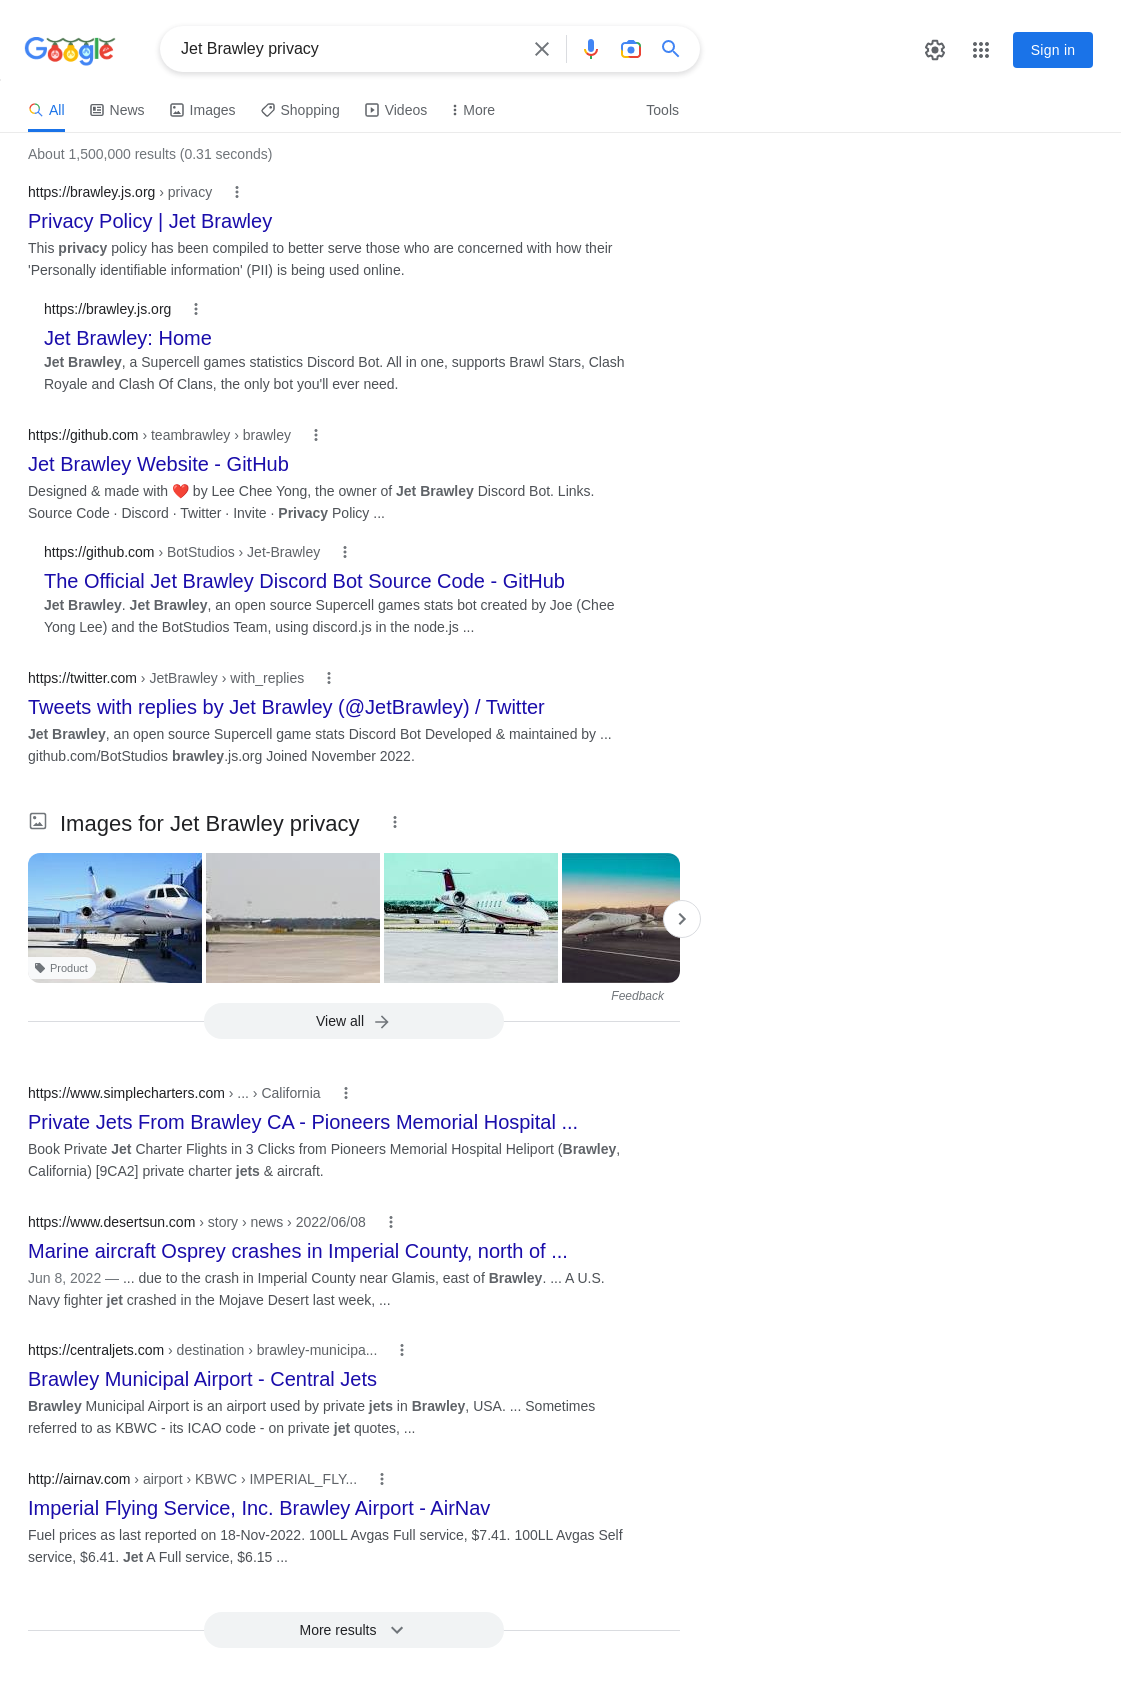 Google
Jet Brawley privacy
Sign in
All
News
Images
Shopping
Videos
More
Tools
About 1,500,000 results (0.31 seconds)
https://brawley.js.org › privacy
Privacy Policy | Jet Brawley
This privacy policy has been compiled to better serve those who are concerned with how their
'Personally identifiable information' (PII) is being used online.
https://brawley.js.org
Jet Brawley: Home
Jet Brawley, a Supercell games statistics Discord Bot. All in one, supports Brawl Stars, Clash
Royale and Clash Of Clans, the only bot you'll ever need.
https://github.com › teambrawley › brawley
Jet Brawley Website - GitHub
Designed & made with ❤️ by Lee Chee Yong, the owner of Jet Brawley Discord Bot. Links.
Source Code · Discord · Twitter · Invite · Privacy Policy ...
https://github.com › BotStudios › Jet-Brawley
The Official Jet Brawley Discord Bot Source Code - GitHub
Jet Brawley. Jet Brawley, an open source Supercell games stats bot created by Joe (Chee
Yong Lee) and the BotStudios Team, using discord.js in the node.js ...
https://twitter.com › JetBrawley › with_replies
Tweets with replies by Jet Brawley (@JetBrawley) / Twitter
Jet Brawley, an open source Supercell game stats Discord Bot Developed & maintained by ...
github.com/BotStudios brawley.js.org Joined November 2022.
Images for Jet Brawley privacy
Product
Feedback
View all
https://www.simplecharters.com › ... › California
Private Jets From Brawley CA - Pioneers Memorial Hospital ...
Book Private Jet Charter Flights in 3 Clicks from Pioneers Memorial Hospital Heliport (Brawley,
California) [9CA2] private charter jets & aircraft.
https://www.desertsun.com › story › news › 2022/06/08
Marine aircraft Osprey crashes in Imperial County, north of ...
Jun 8, 2022 — ... due to the crash in Imperial County near Glamis, east of Brawley. ... A U.S.
Navy fighter jet crashed in the Mojave Desert last week, ...
https://centraljets.com › destination › brawley-municipa...
Brawley Municipal Airport - Central Jets
Brawley Municipal Airport is an airport used by private jets in Brawley, USA. ... Sometimes
referred to as KBWC - its ICAO code - on private jet quotes, ...
http://airnav.com › airport › KBWC › IMPERIAL_FLY...
Imperial Flying Service, Inc. Brawley Airport - AirNav
Fuel prices as last reported on 18-Nov-2022. 100LL Avgas Full service, $7.41. 100LL Avgas Self
service, $6.41. Jet A Full service, $6.15 ...
More results